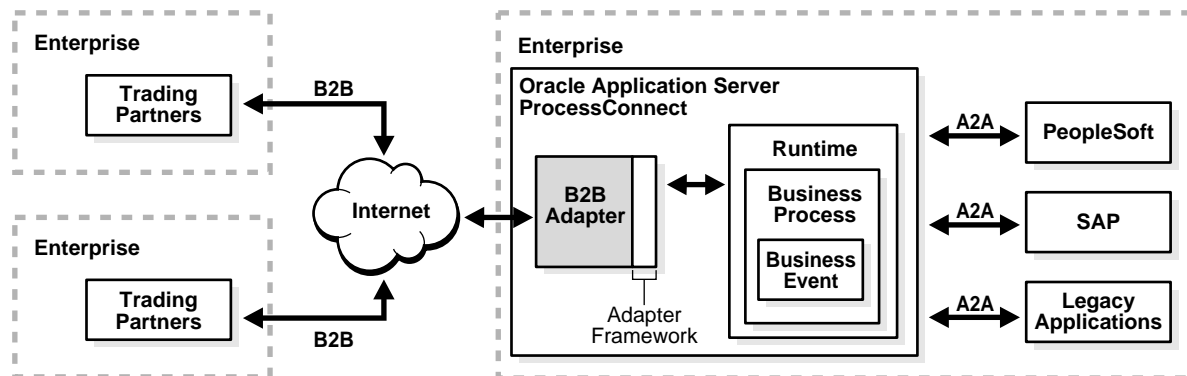 Enterprise
Trading
Partners
B2B
Enterprise
Trading
Partners
B2B
Internet
Enterprise
Oracle Application Server
ProcessConnect
B2B
Adapter
Adapter
Framework
Runtime
Business
Process
Business
Event
A2A
PeopleSoft
A2A
SAP
A2A
Legacy
Applications